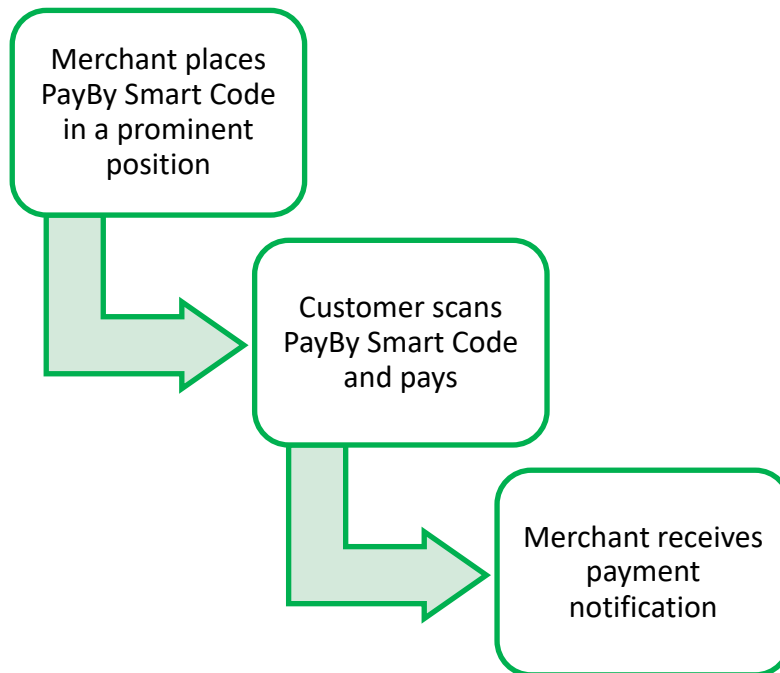 Merchant places
PayBy Smart Code
in a prominent
position
Customer scans
PayBy Smart Code
and pays
Merchant receives
payment
notification